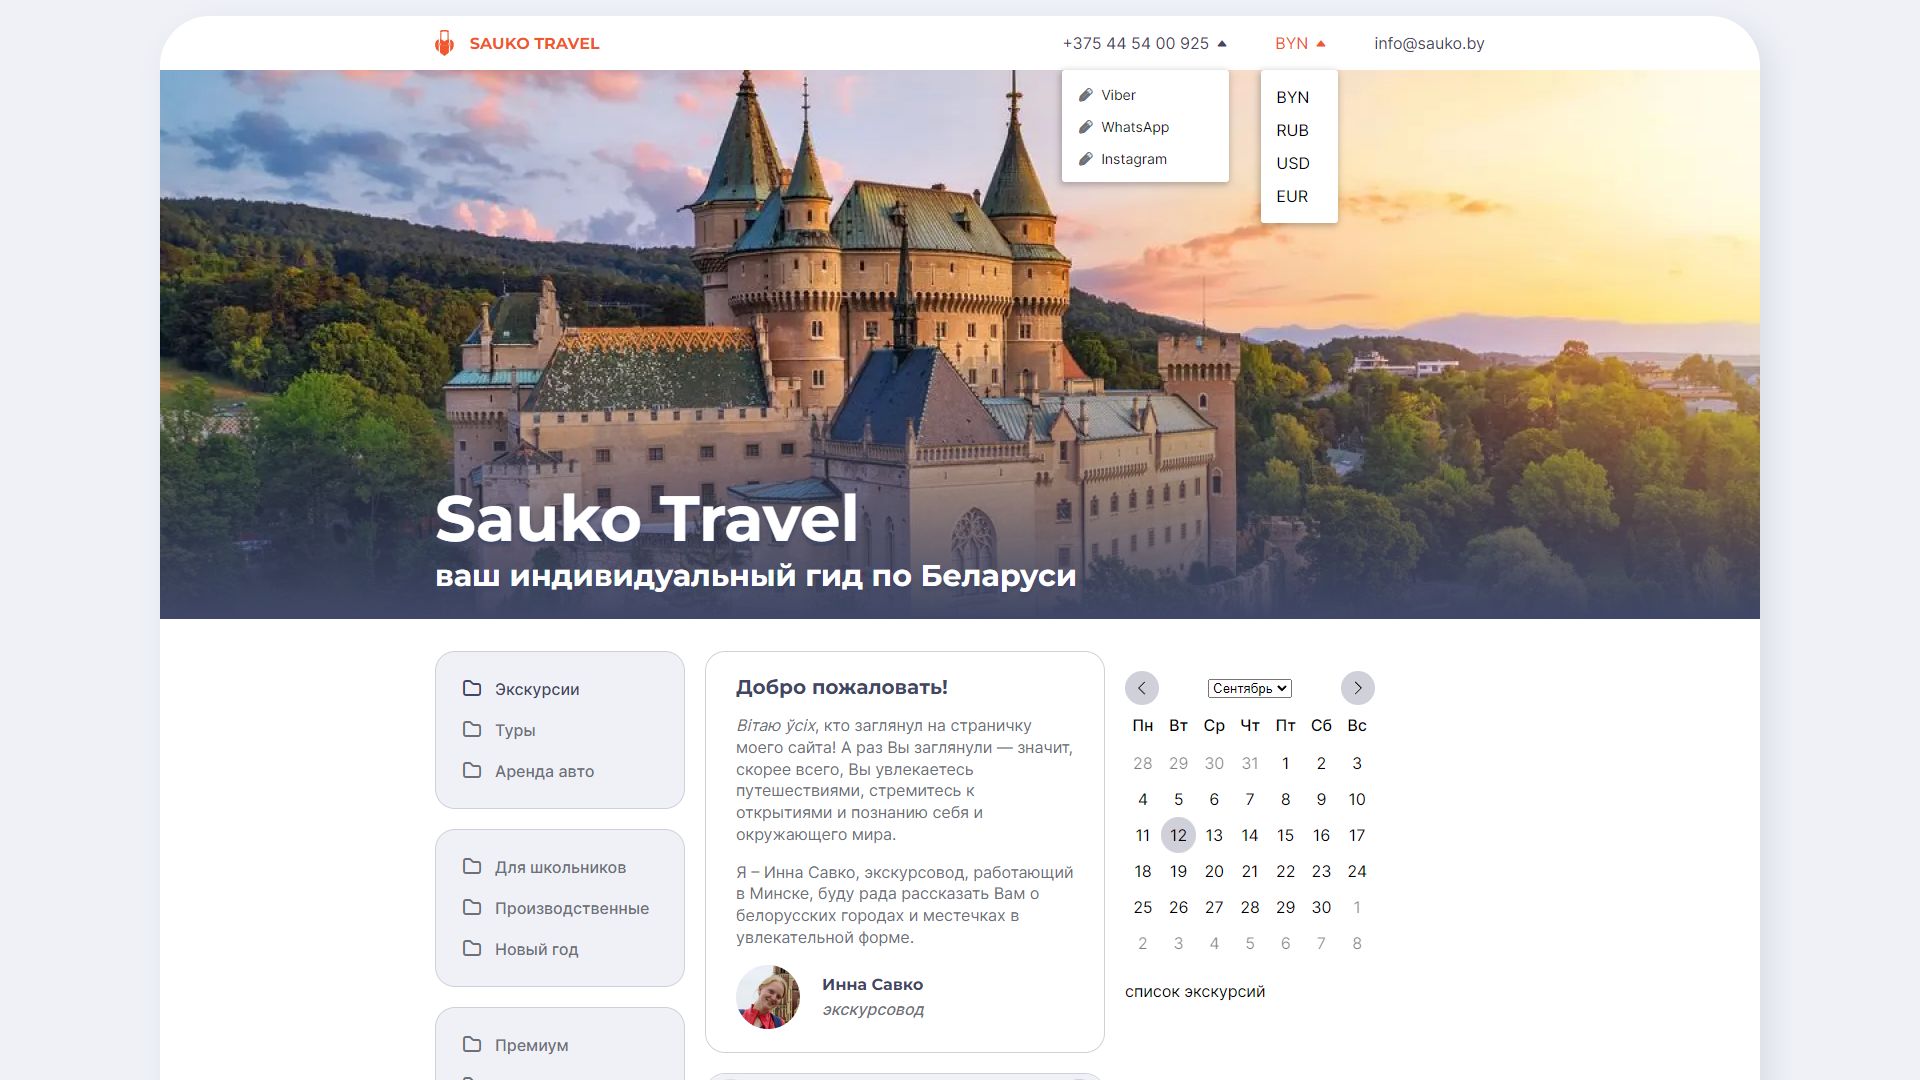 SAUKO TRAVEL
+375 44 54 00 925
BYN
info@sauko.by
Viber
WhatsApp
Instagram
BYN
RUB
USD
EUR
Sauko Travel
ваш индивидуальный гид по Беларуси
Экскурсии
Туры
Аренда авто
Для школьников
Производственные
Новый год
Премиум
Добро пожаловать!
Вітаю ўсіх, кто заглянул на страничку
моего сайта! А раз Вы заглянули — значит,
скорее всего, Вы увлекаетесь
путешествиями, стремитесь к
открытиями и познанию себя и
окружающего мира.
Я – Инна Савко, экскурсовод, работающий
в Минске, буду рада рассказать Вам о
белорусских городах и местечках в
увлекательной форме.
Инна Савко
экскурсовод
Сентябрь
Пн Вт Ср Чт Пт Сб Вс
28 29 30 31 1 2 3
4 5 6 7 8 9 10
11 12 13 14 15 16 17
18 19 20 21 22 23 24
25 26 27 28 29 30 1
2 3 4 5 6 7 8
список экскурсий